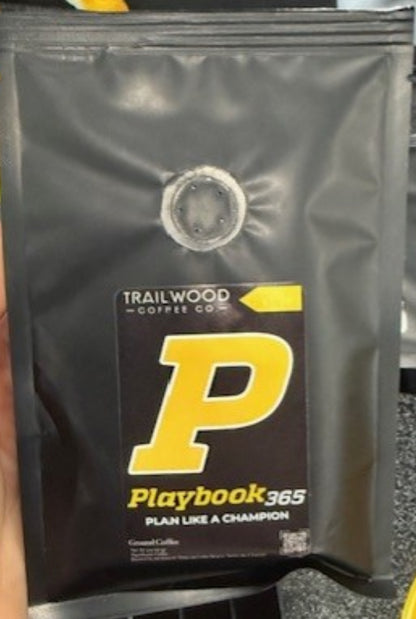 TRAILWOOD
COFFEE CO
P
Playbook365
PLAN LIKE A CHAMPION
Ground Coffee